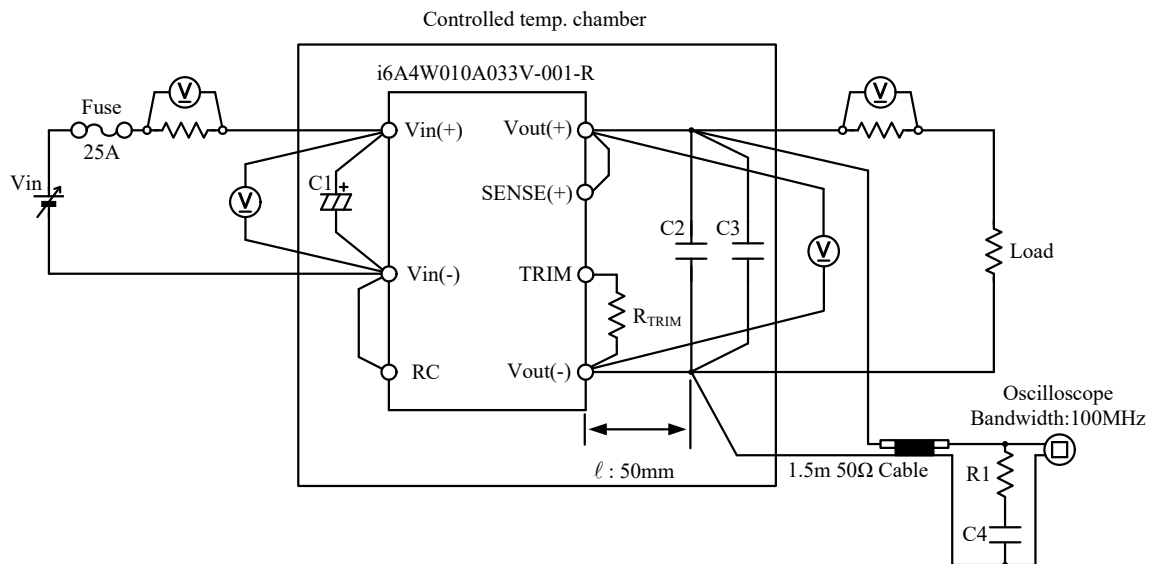 Controlled temp. chamber
i6A4W010A033V-001-R
Fuse
25A
V
V
Vin
V
C1
+
Vin(+)
Vin(-)
RC
Vout(+)
SENSE(+)
TRIM
RTRIM
Vout(-)
C2
C3
V
Load
ℓ : 50mm
1.5m 50Ω Cable
Oscilloscope
Bandwidth:100MHz
R1
C4